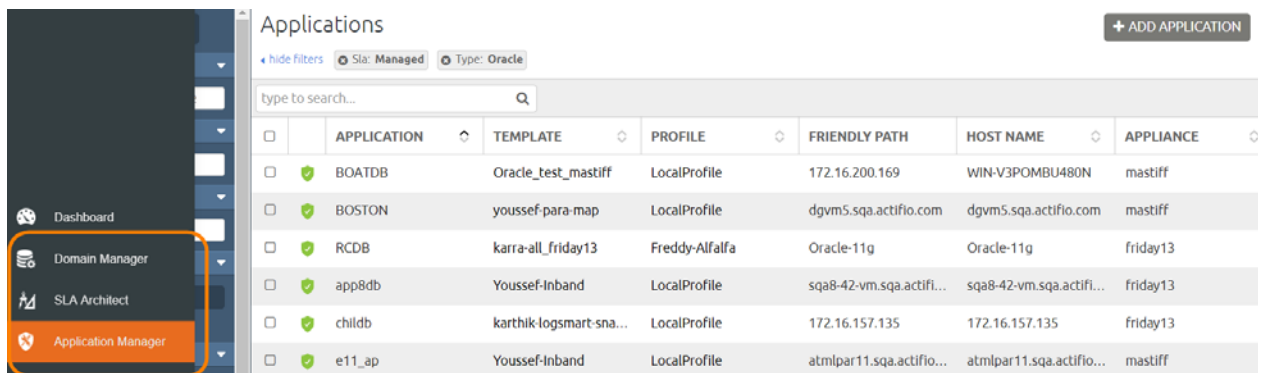 Applications
+ ADD APPLICATION
hide filters Sla: Managed Type: Oracle
type to search...
APPLICATION TEMPLATE PROFILE FRIENDLY PATH HOST NAME APPLIANCE
BOATDB Oracle_test_mastiff LocalProfile 172.16.200.169 WIN-V3POMBU480N mastiff
BOSTON youssef-para-map LocalProfile dgvm5.sqa.actifio.com dgvm5.sqa.actifio.com mastiff
RCDB karra-all_friday13 Freddy-Alfalfa Oracle-11g Oracle-11g friday13
app8db Youssef-Inband LocalProfile sqa8-42-vm.sqa.actifi... sqa8-42-vm.sqa.actifi... friday13
childb karthik-logsmart-sna... LocalProfile 172.16.157.135 172.16.157.135 friday13
e11_ap Youssef-Inband LocalProfile atmlpar11.sqa.actifio... atmlpar11.sqa.actifio... mastiff
Dashboard
Domain Manager
SLA Architect
Application Manager